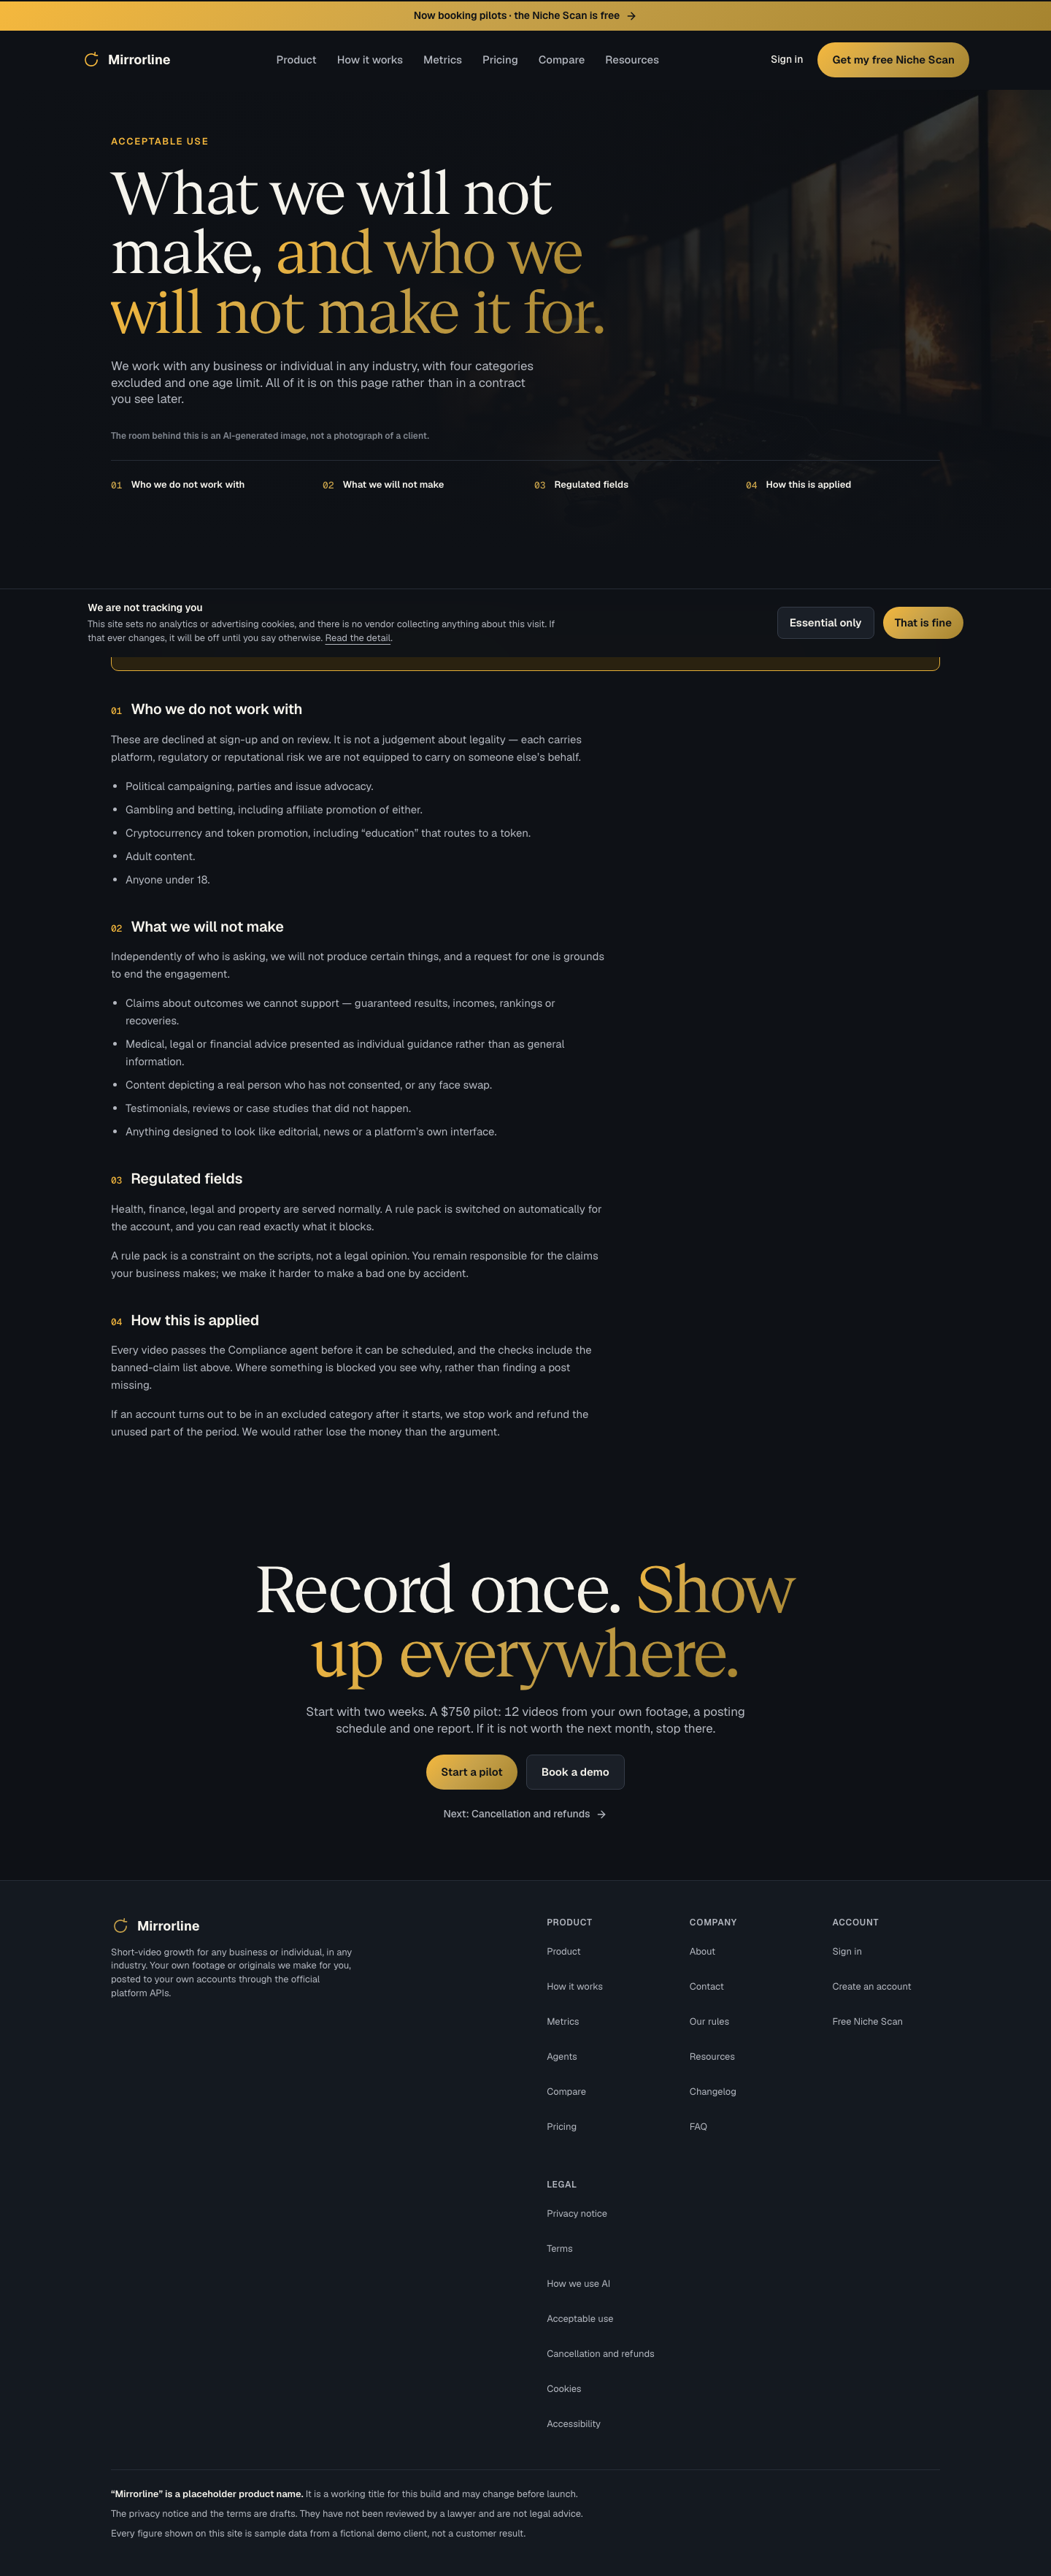 Now booking pilots · the Niche Scan is free →
Mirrorline
Product
How it works
Metrics
Pricing
Compare
Resources
Sign in
Get my free Niche Scan
ACCEPTABLE USE
What we will not
make, and who we
will not make it for.
We work with any business or individual in any industry, with four categories
excluded and one age limit. All of it is on this page rather than in a contract
you see later.
The room behind this is an AI-generated image, not a photograph of a client.
01 Who we do not work with
02 What we will not make
03 Regulated fields
04 How this is applied
We are not tracking you
This site sets no analytics or advertising cookies, and there is no vendor collecting anything about this visit. If
that ever changes, it will be off until you say otherwise. Read the detail.
Essential only
That is fine
01 Who we do not work with
These are declined at sign-up and on review. It is not a judgement about legality — each carries
platform, regulatory or reputational risk we are not equipped to carry on someone else's behalf.
• Political campaigning, parties and issue advocacy.
• Gambling and betting, including affiliate promotion of either.
• Cryptocurrency and token promotion, including “education” that routes to a token.
• Adult content.
• Anyone under 18.
02 What we will not make
Independently of who is asking, we will not produce certain things, and a request for one is grounds
to end the engagement.
• Claims about outcomes we cannot support — guaranteed results, incomes, rankings or
recoveries.
• Medical, legal or financial advice presented as individual guidance rather than as general
information.
• Content depicting a real person who has not consented, or any face swap.
• Testimonials, reviews or case studies that did not happen.
• Anything designed to look like editorial, news or a platform's own interface.
03 Regulated fields
Health, finance, legal and property are served normally. A rule pack is switched on automatically for
the account, and you can read exactly what it blocks.
A rule pack is a constraint on the scripts, not a legal opinion. You remain responsible for the claims
your business makes; we make it harder to make a bad one by accident.
04 How this is applied
Every video passes the Compliance agent before it can be scheduled, and the checks include the
banned-claim list above. Where something is blocked you see why, rather than finding a post
missing.
If an account turns out to be in an excluded category after it starts, we stop work and refund the
unused part of the period. We would rather lose the money than the argument.
Record once. Show
up everywhere.
Start with two weeks. A $750 pilot: 12 videos from your own footage, a posting
schedule and one report. If it is not worth the next month, stop there.
Start a pilot
Book a demo
Next: Cancellation and refunds →
Mirrorline
Short-video growth for any business or individual, in any
industry. Your own footage or originals we make for you,
posted to your own accounts through the official
platform APIs.
PRODUCT
Product
How it works
Metrics
Agents
Compare
Pricing
COMPANY
About
Contact
Our rules
Resources
Changelog
FAQ
ACCOUNT
Sign in
Create an account
Free Niche Scan
LEGAL
Privacy notice
Terms
How we use AI
Acceptable use
Cancellation and refunds
Cookies
Accessibility
“Mirrorline” is a placeholder product name. It is a working title for this build and may change before launch.
The privacy notice and the terms are drafts. They have not been reviewed by a lawyer and are not legal advice.
Every figure shown on this site is sample data from a fictional demo client, not a customer result.